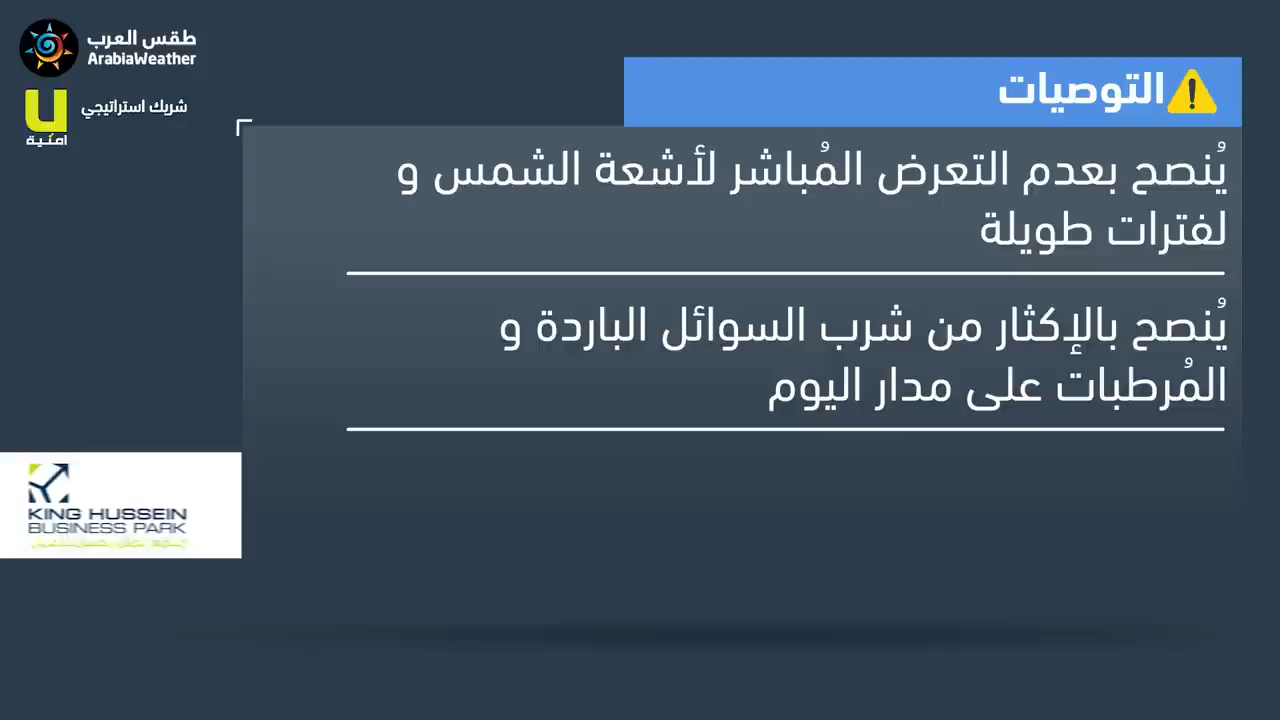 طقس العرب
ArabiaWeather
شريك استراتيجي
امنية
التوصيات
يُنصح بعدم التعرض المُباشر لأشعة الشمس و
لفترات طويلة
يُنصح بالإكثار من شرب السوائل الباردة و
المُرطبات على مدار اليوم
KING HUSSEIN
BUSINESS PARK